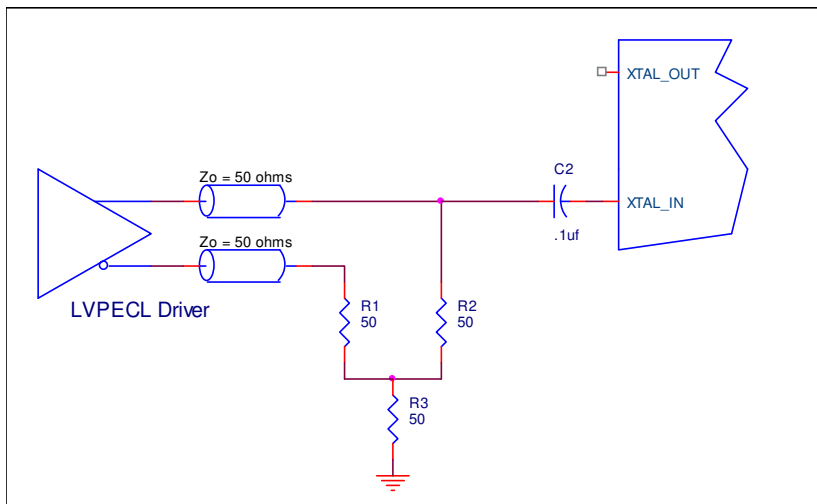 XTAL_OUT
Zo = 50 ohms
C2
XTAL_IN
.1uf
Zo = 50 ohms
LVPECL Driver
R1
50
R2
50
R3
50